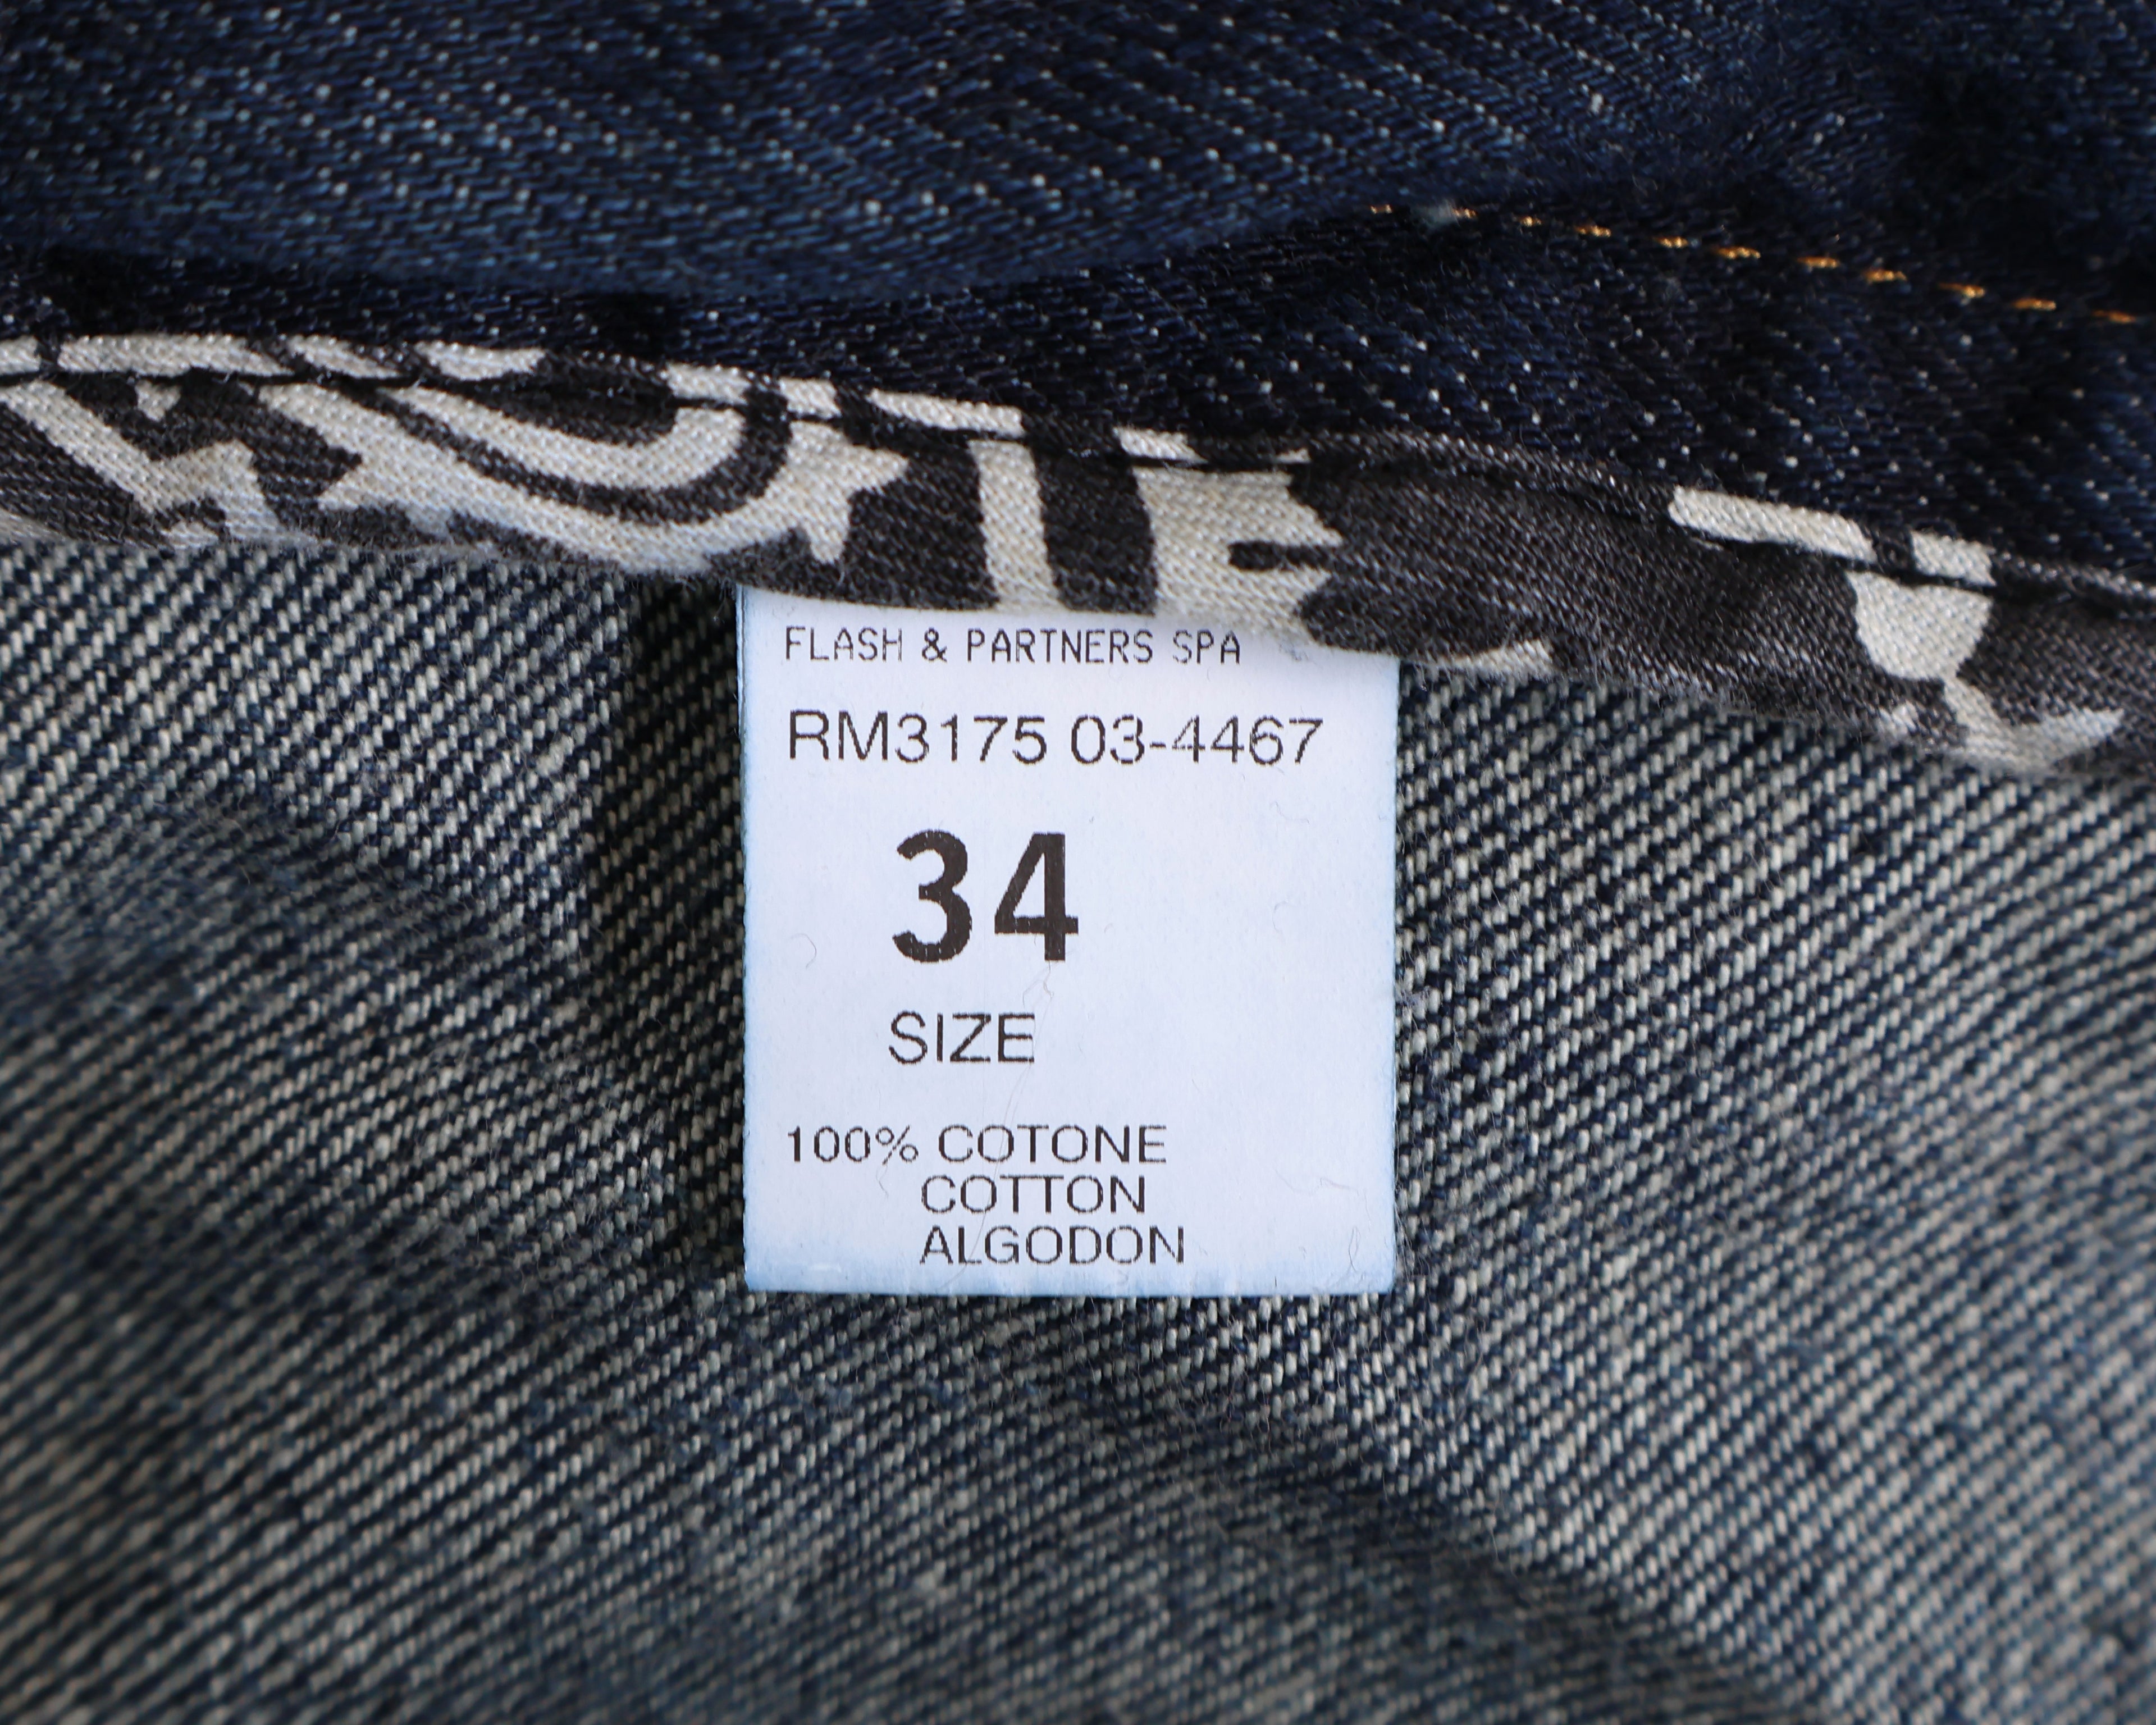 FLASH & PARTNERS SPA
RM3175 03-4467
34
SIZE
100% COTONE
COTTON
ALGODON